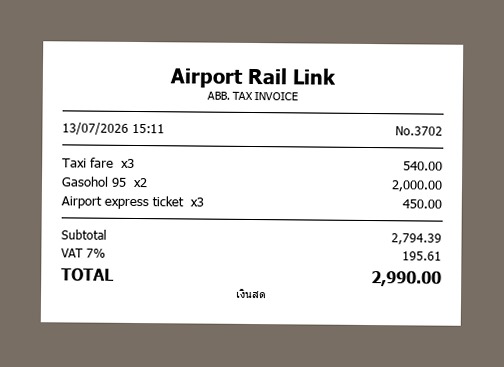 Airport Rail Link
ABB. TAX INVOICE
13/07/2026 15:11 No.3702
Taxi fare x3 540.00
Gasohol 95 x2 2,000.00
Airport express ticket x3 450.00
Subtotal 2,794.39
VAT 7% 195.61
TOTAL 2,990.00
เงินสด